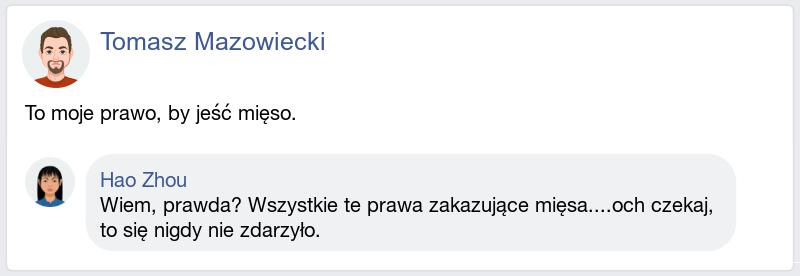 Tomasz Mazowiecki
To moje prawo, by jeść mięso.
Hao Zhou
Wiem, prawda? Wszystkie te prawa zakazujące mięsa....och czekaj,
to się nigdy nie zdarzyło.